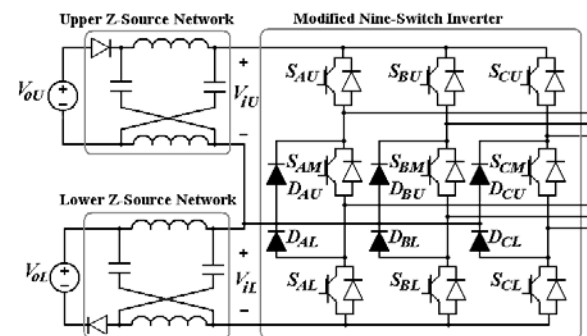 Upper Z-Source Network
Modified Nine-Switch Inverter
V_oU
+
−
+
V_iU
−
S_AU
S_BU
S_CU
S_AM
S_BM
S_CM
D_AU
D_BU
D_CU
Lower Z-Source Network
D_AL
D_BL
D_CL
V_oL
+
−
+
V_iL
−
S_AL
S_BL
S_CL